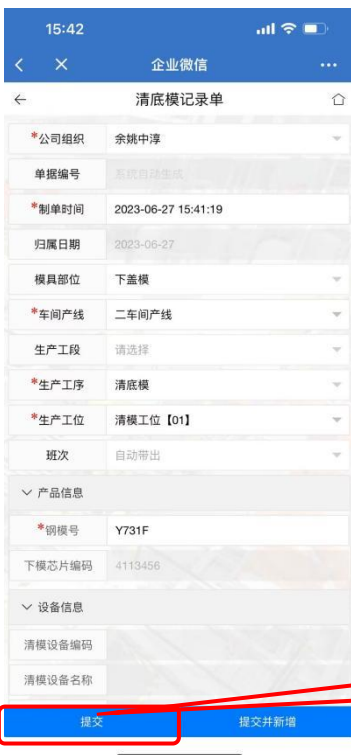 15:42
企业微信
清底模记录单
*公司组织 余姚中淳
单据编号 系统自动生成
*制单时间 2023-06-27 15:41:19
归属日期 2023-06-27
模具部位 下盖模
*车间产线 二车间产线
生产工段 请选择
*生产工序 清底模
*生产工位 清模工位【01】
班次 自动带出
产品信息
*钢模号 Y731F
下模芯片编码 4113456
设备信息
清模设备编码
清模设备名称
提交 提交并新增